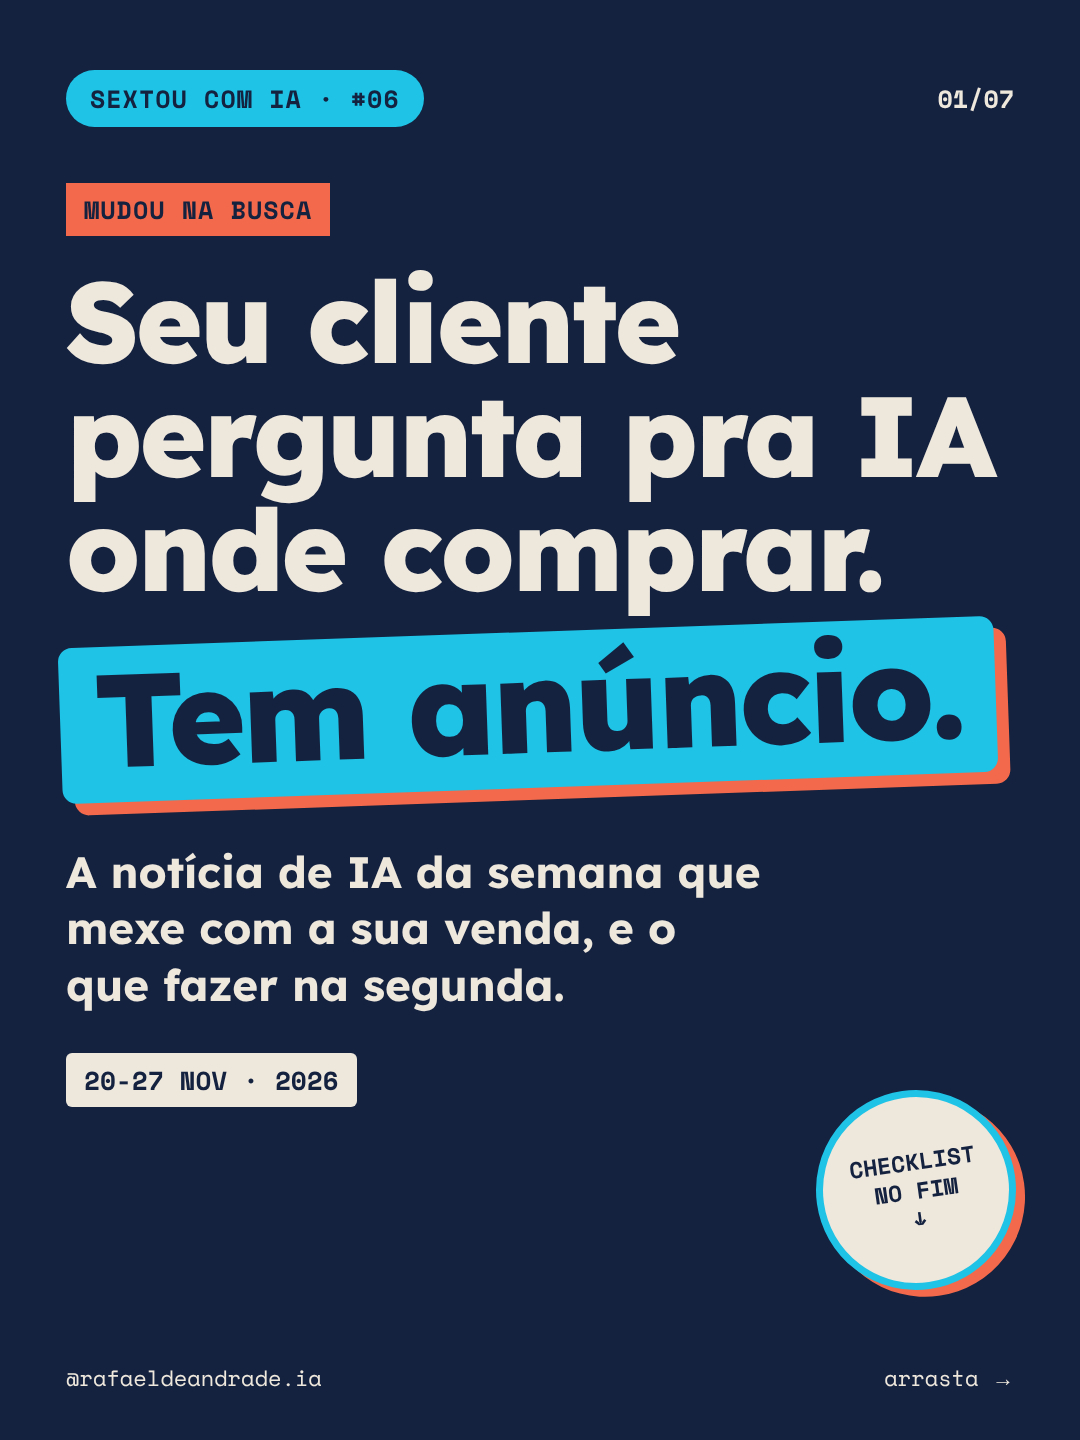 SEXTOU COM IA · #06
01/07
MUDOU NA BUSCA
Seu cliente
pergunta pra IA
onde comprar.
Tem anúncio.
A notícia de IA da semana que
mexe com a sua venda, e o
que fazer na segunda.
20-27 NOV · 2026
CHECKLIST
NO FIM
↓
@rafaeldeandrade.ia
arrasta →